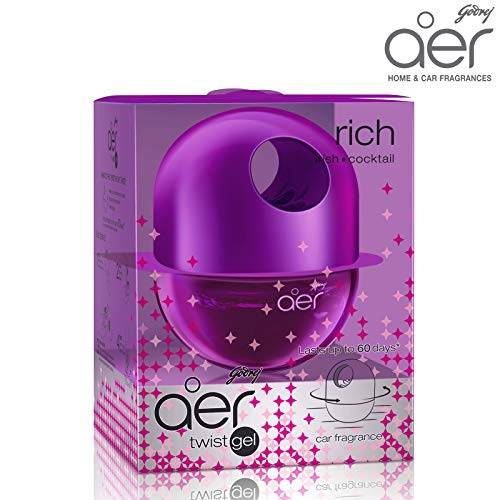 Godrej
aer
HOME & CAR FRAGRANCES
rich
irish • cocktail
aer
Lasts up to 60 days*
Godrej
aer
twist gel
car fragrance